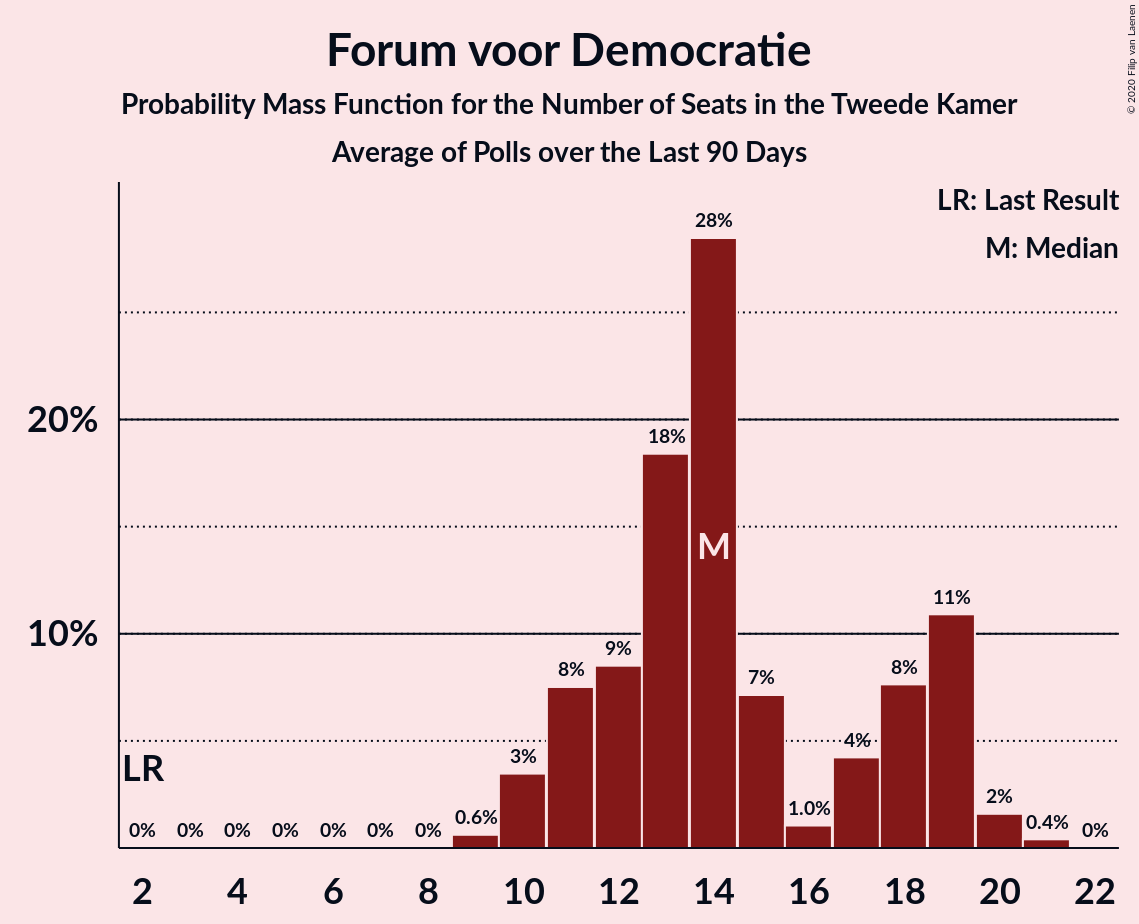 Forum voor Democratie
Probability Mass Function for the Number of Seats in the Tweede Kamer
Average of Polls over the Last 90 Days
© 2020 Filip van Laenen
LR: Last Result
M: Median
28%
20%
18%
M
11%
10%
9%
8%
8%
7%
4%
LR
3%
2%
1.0%
0.6%
0.4%
0% 0% 0% 0% 0% 0% 0% 0%
2 4 6 8 10 12 14 16 18 20 22